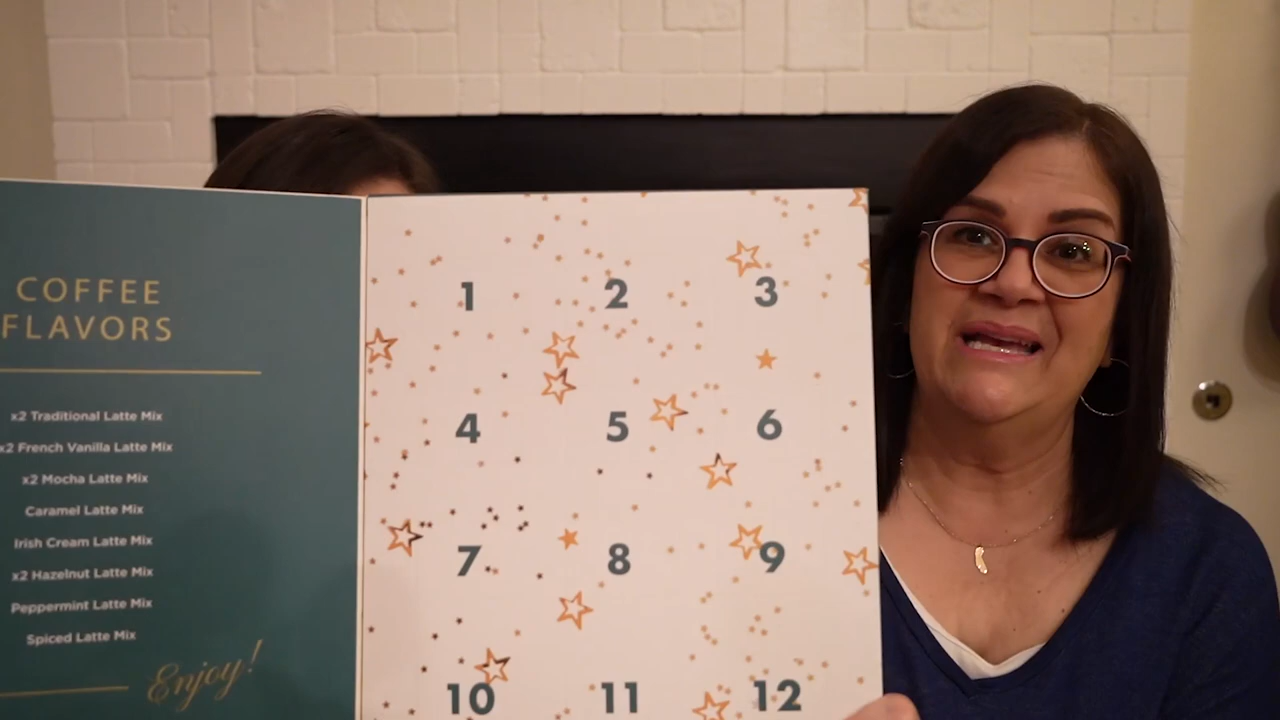 COFFEE
FLAVORS
x2 Traditional Latte Mix
x2 French Vanilla Latte Mix
x2 Mocha Latte Mix
Caramel Latte Mix
Irish Cream Latte Mix
x2 Hazelnut Latte Mix
Peppermint Latte Mix
Spiced Latte Mix
Enjoy!
1 2 3
4 5 6
7 8 9
10 11 12